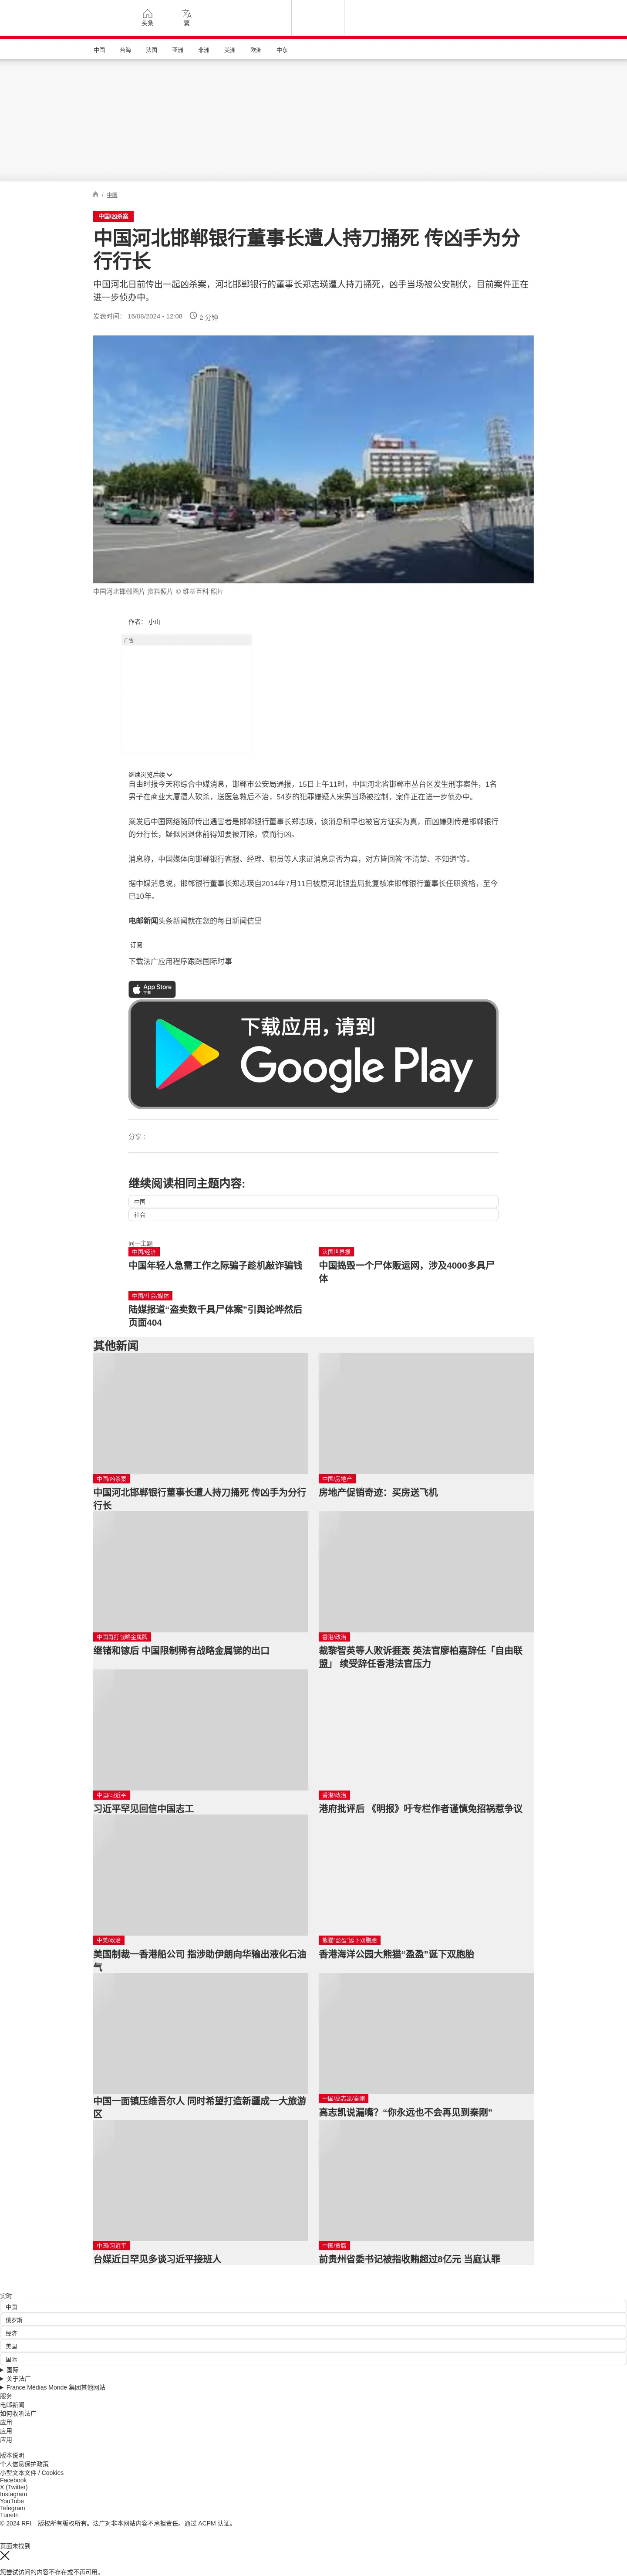 头条
繁
中国
台海
法国
亚洲
非洲
美洲
欧洲
中东
/ 中国
中国/凶杀案
中国河北邯郸银行董事长遭人持刀捅死 传凶手为分
行行长
中国河北日前传出一起凶杀案，河北邯郸银行的董事长郑志瑛遭人持刀捅死，凶手当场被公安制伏，目前案件正在
进一步侦办中。
发表时间： 16/08/2024 - 12:08 2 分钟
中国河北邯郸图片 资料照片 © 维基百科 照片
作者： 小山
广告
继续浏览后续
自由时报今天称综合中媒消息，邯郸市公安局通报，15日上午11时，中国河北省邯郸市丛台区发生刑事案件，1名
男子在商业大厦遭人砍杀，送医急救后不治，54岁的犯罪嫌疑人宋男当场被控制，案件正在进一步侦办中。
案发后中国网络随即传出遇害者是邯郸银行董事长郑志瑛，该消息稍早也被官方证实为真，而凶嫌则传是邯郸银行
的分行长，疑似因退休前得知要被开除，愤而行凶。
消息称，中国媒体向邯郸银行客服、经理、职员等人求证消息是否为真，对方皆回答“不清楚、不知道”等。
据中媒消息说，邯郸银行董事长郑志瑛自2014年7月11日被原河北银监局批复核准邯郸银行董事长任职资格，至今
已10年。
电邮新闻头条新闻就在您的每日新闻信里
订阅
下载法广应用程序跟踪国际时事
App Store
下载
下载应用，请到
Google Play
分享 :
继续阅读相同主题内容:
中国
社会
同一主题
中国/经济
中国年轻人急需工作之际骗子趁机敲诈骗钱
法国世界报
中国捣毁一个尸体贩运网，涉及4000多具尸
体
中国/社会/媒体
陆媒报道“盗卖数千具尸体案”引舆论哗然后
页面404
其他新闻
中国/凶杀案
中国河北邯郸银行董事长遭人持刀捅死 传凶手为分行
行长
中国/房地产
房地产促销奇迹：买房送飞机
中国再打战略金属牌
继锗和镓后 中国限制稀有战略金属锑的出口
香港/政治
裁黎智英等人败诉捱轰 英法官廖柏嘉辞任「自由联
盟」 续受辞任香港法官压力
中国/习近平
习近平罕见回信中国志工
香港/政治
港府批评后 《明报》吁专栏作者谨慎免招祸惹争议
中美/政治
美国制裁一香港船公司 指涉助伊朗向华输出液化石油
气
熊猫“盈盈”诞下双胞胎
香港海洋公园大熊猫“盈盈”诞下双胞胎
中国一面镇压维吾尔人 同时希望打造新疆成一大旅游
区
中国/高志凯/秦刚
高志凯说漏嘴？“你永远也不会再见到秦刚”
中国/习近平
台媒近日罕见多谈习近平接班人
中国/贪腐
前贵州省委书记被指收贿超过8亿元 当庭认罪
实时
中国
俄罗斯
经济
美国
国际
国际
关于法广
France Médias Monde 集团其他网站
服务
电邮新闻
如何收听法广
应用
应用
应用
版本说明
个人信息保护政策
小型文本文件 / Cookies
Facebook
X (Twitter)
Instagram
YouTube
Telegram
TuneIn
© 2024 RFI – 版权所有版权所有。法广对非本网站内容不承担责任。通过 ACPM 认证。
页面未找到
您尝试访问的内容不存在或不再可用。